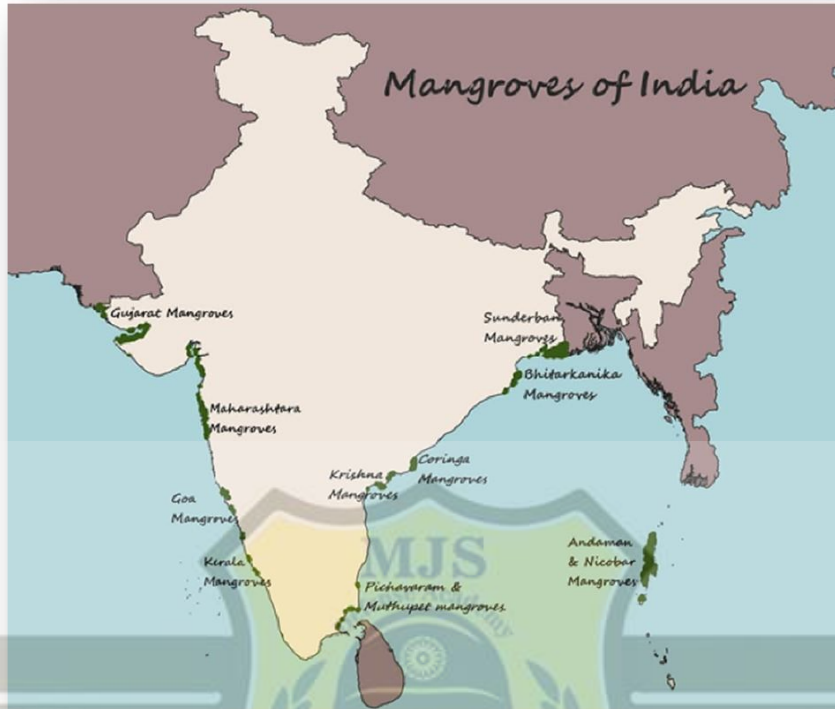 Mangroves of India
Gujarat Mangroves
Sunderban
Mangroves
Bhitarkanika
Mangroves
Maharashtara
Mangroves
Coringa
Mangroves
Krishna
Mangroves
Goa
Mangroves
Andaman
& Nicobar
Mangroves
Kerala
Mangroves
MJS
Pichavaram &
Muthupet mangroves